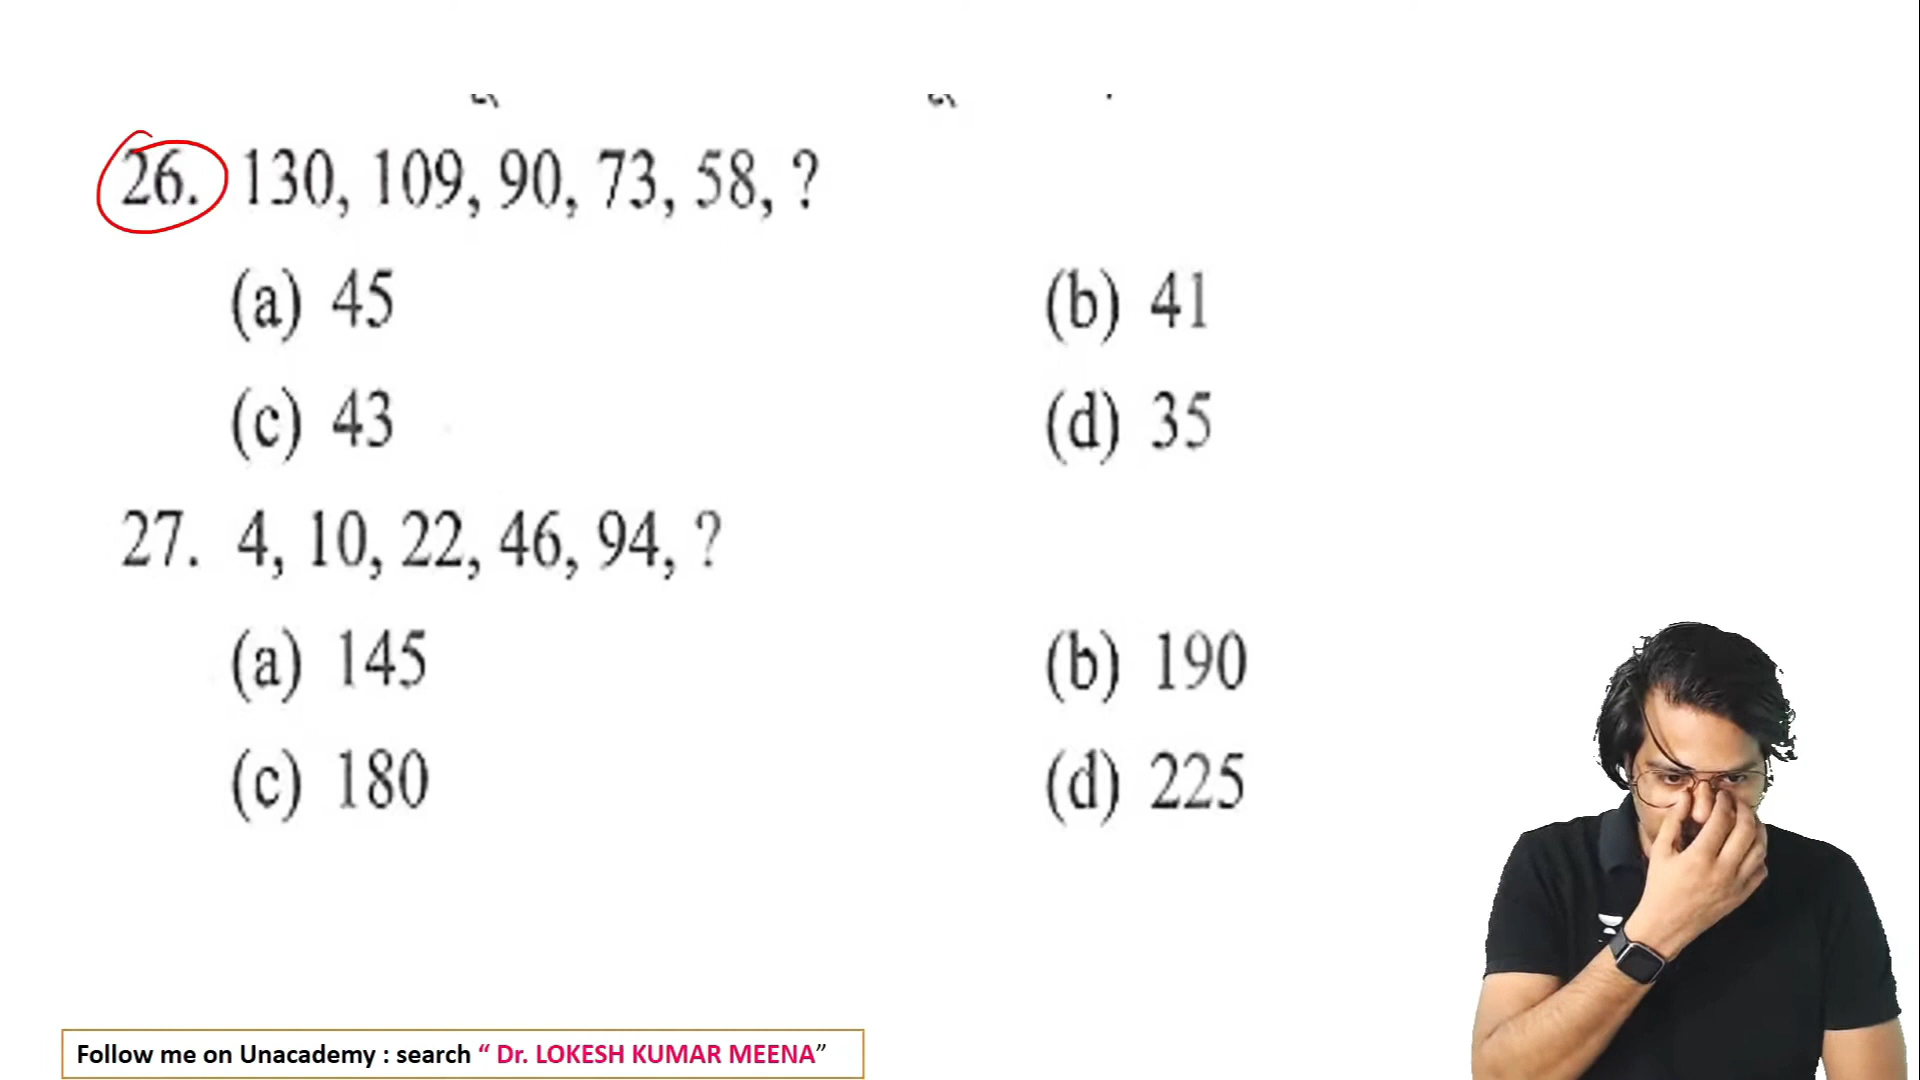 26. 130, 109, 90, 73, 58, ?
(a) 45 (b) 41
(c) 43 (d) 35
27. 4, 10, 22, 46, 94, ?
(a) 145 (b) 190
(c) 180 (d) 225
Follow me on Unacademy : search “ Dr. LOKESH KUMAR MEENA”